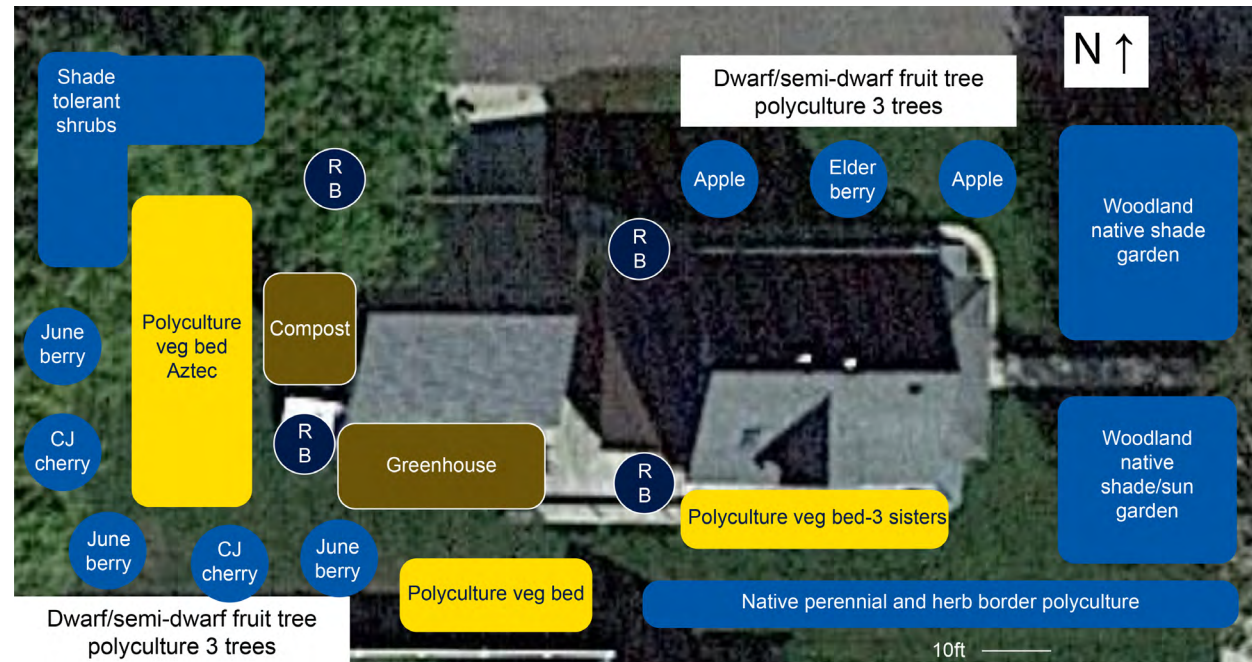 Shade
tolerant
shrubs
N ↑
Dwarf/semi-dwarf fruit tree
polyculture 3 trees
R
B
Apple
Elder
berry
Apple
Woodland
native shade
garden
R
B
Compost
Polyculture
veg bed
Aztec
June
berry
CJ
cherry
R
B
Greenhouse
R
B
Polyculture veg bed-3 sisters
Woodland
native
shade/sun
garden
June
berry
CJ
cherry
June
berry
Polyculture veg bed
Native perennial and herb border polyculture
Dwarf/semi-dwarf fruit tree
polyculture 3 trees
10ft